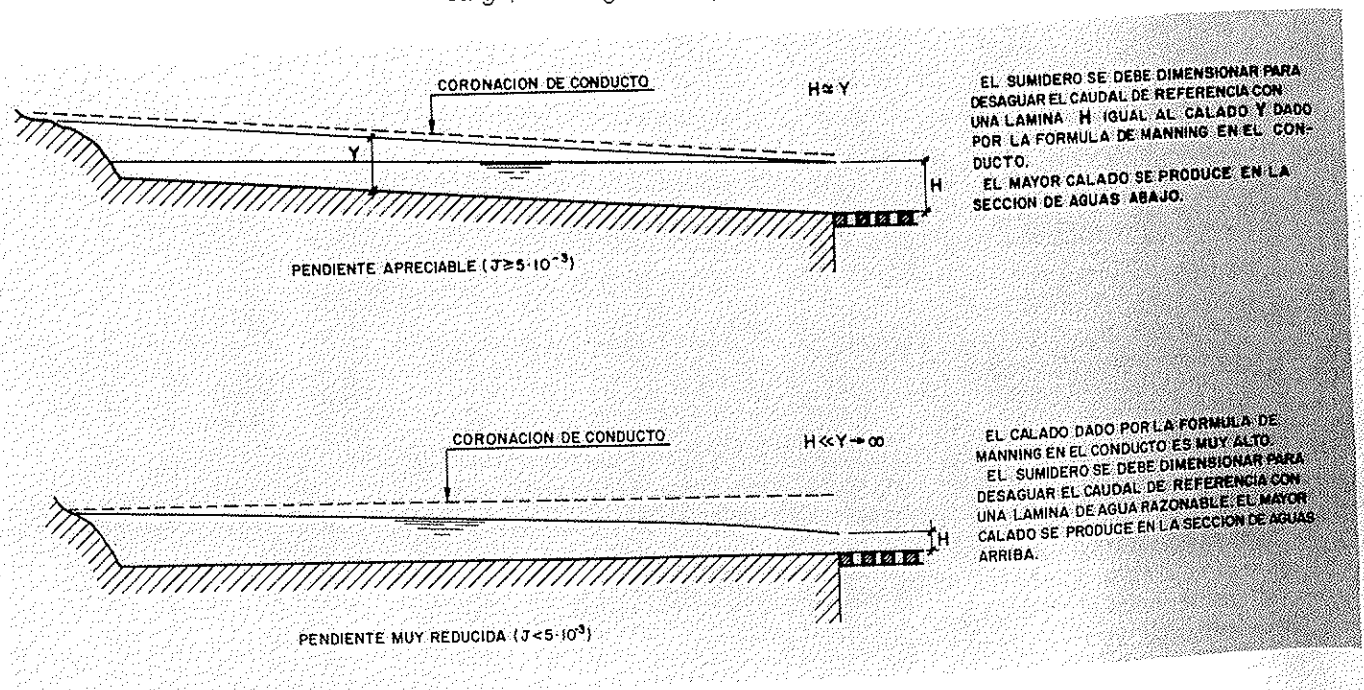 CORONACION DE CONDUCTO
H≃Y
EL SUMIDERO SE DEBE DIMENSIONAR PARA
DESAGUAR EL CAUDAL DE REFERENCIA CON
UNA LAMINA H IGUAL AL CALADO Y DADO
POR LA FORMULA DE MANNING EN EL CON-
DUCTO.
EL MAYOR CALADO SE PRODUCE EN LA
SECCION DE AGUAS ABAJO.
Y
H
PENDIENTE APRECIABLE (J≥5·10⁻³)
CORONACION DE CONDUCTO
H≪Y→∞
EL CALADO DADO POR LA FORMULA DE
MANNING EN EL CONDUCTO ES MUY ALTO.
EL SUMIDERO SE DEBE DIMENSIONAR PARA
DESAGUAR EL CAUDAL DE REFERENCIA CON
UNA LAMINA DE AGUA RAZONABLE. EL MAYOR
CALADO SE PRODUCE EN LA SECCION DE AGUAS
ARRIBA.
H
PENDIENTE MUY REDUCIDA (J<5·10⁻³)